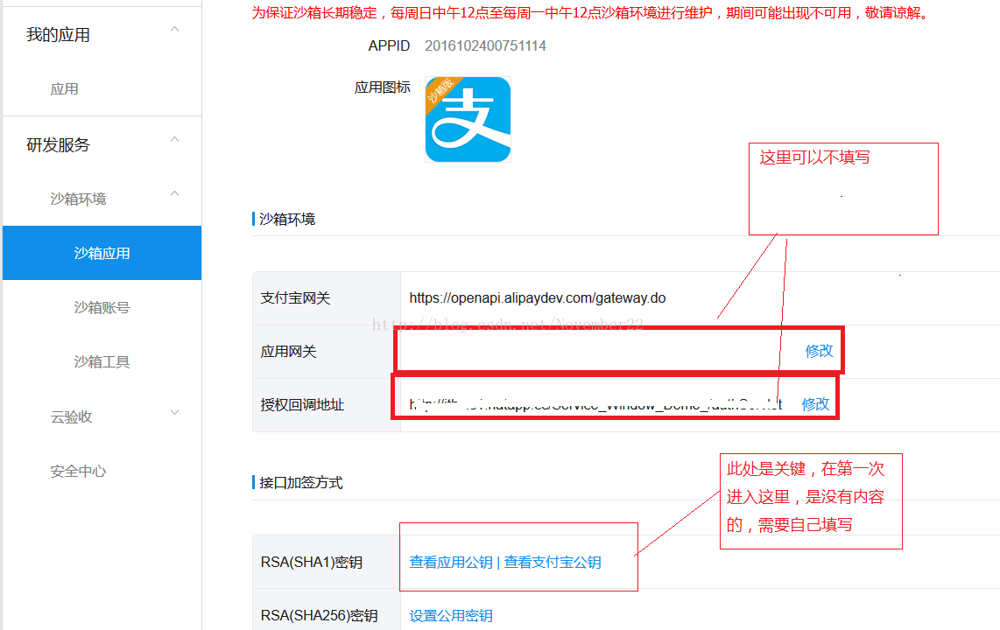 为保证沙箱长期稳定，每周日中午12点至每周一中午12点沙箱环境进行维护，期间可能出现不可用，敬请谅解。
我的应用
应用
研发服务
沙箱环境
沙箱应用
沙箱账号
沙箱工具
云验收
安全中心
APPID 2016102400751114
应用图标
沙箱版
支
这里可以不填写
沙箱环境
支付宝网关 https://openapi.alipaydev.com/gateway.do
http://blog.csdn.net/November22
应用网关 修改
授权回调地址 修改
接口加签方式
此处是关键，在第一次
进入这里，是没有内容
的，需要自己填写
RSA(SHA1)密钥 查看应用公钥 | 查看支付宝公钥
RSA(SHA256)密钥 设置公用密钥